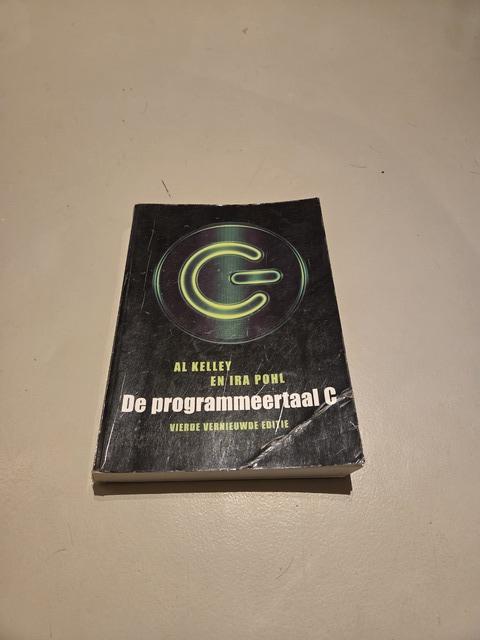 AL KELLEY
EN IRA POHL
De programmeertaal C
VIERDE VERNIEUWDE EDITIE